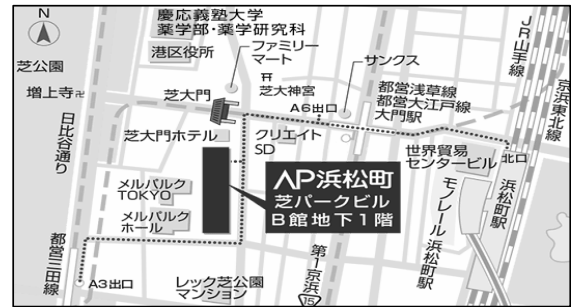 N
慶応義塾大学
薬学部・薬学研究科
港区役所
ファミリー
マート
サンクス
芝公園
増上寺卍
芝大門
芝大神宮
A6出口
都営浅草線
都営大江戸線
大門駅
JR山手線
京浜東北線
日比谷通り
芝大門ホテル
クリエイト
SD
世界貿易
センタービル
北口
AP浜松町
芝パークビル
B館地下1階
メルパルク
TOKYO
メルパルク
ホール
モノレール浜松町駅
浜松町駅
都営三田線
A3出口
レック芝公園
マンション
第1京浜
15